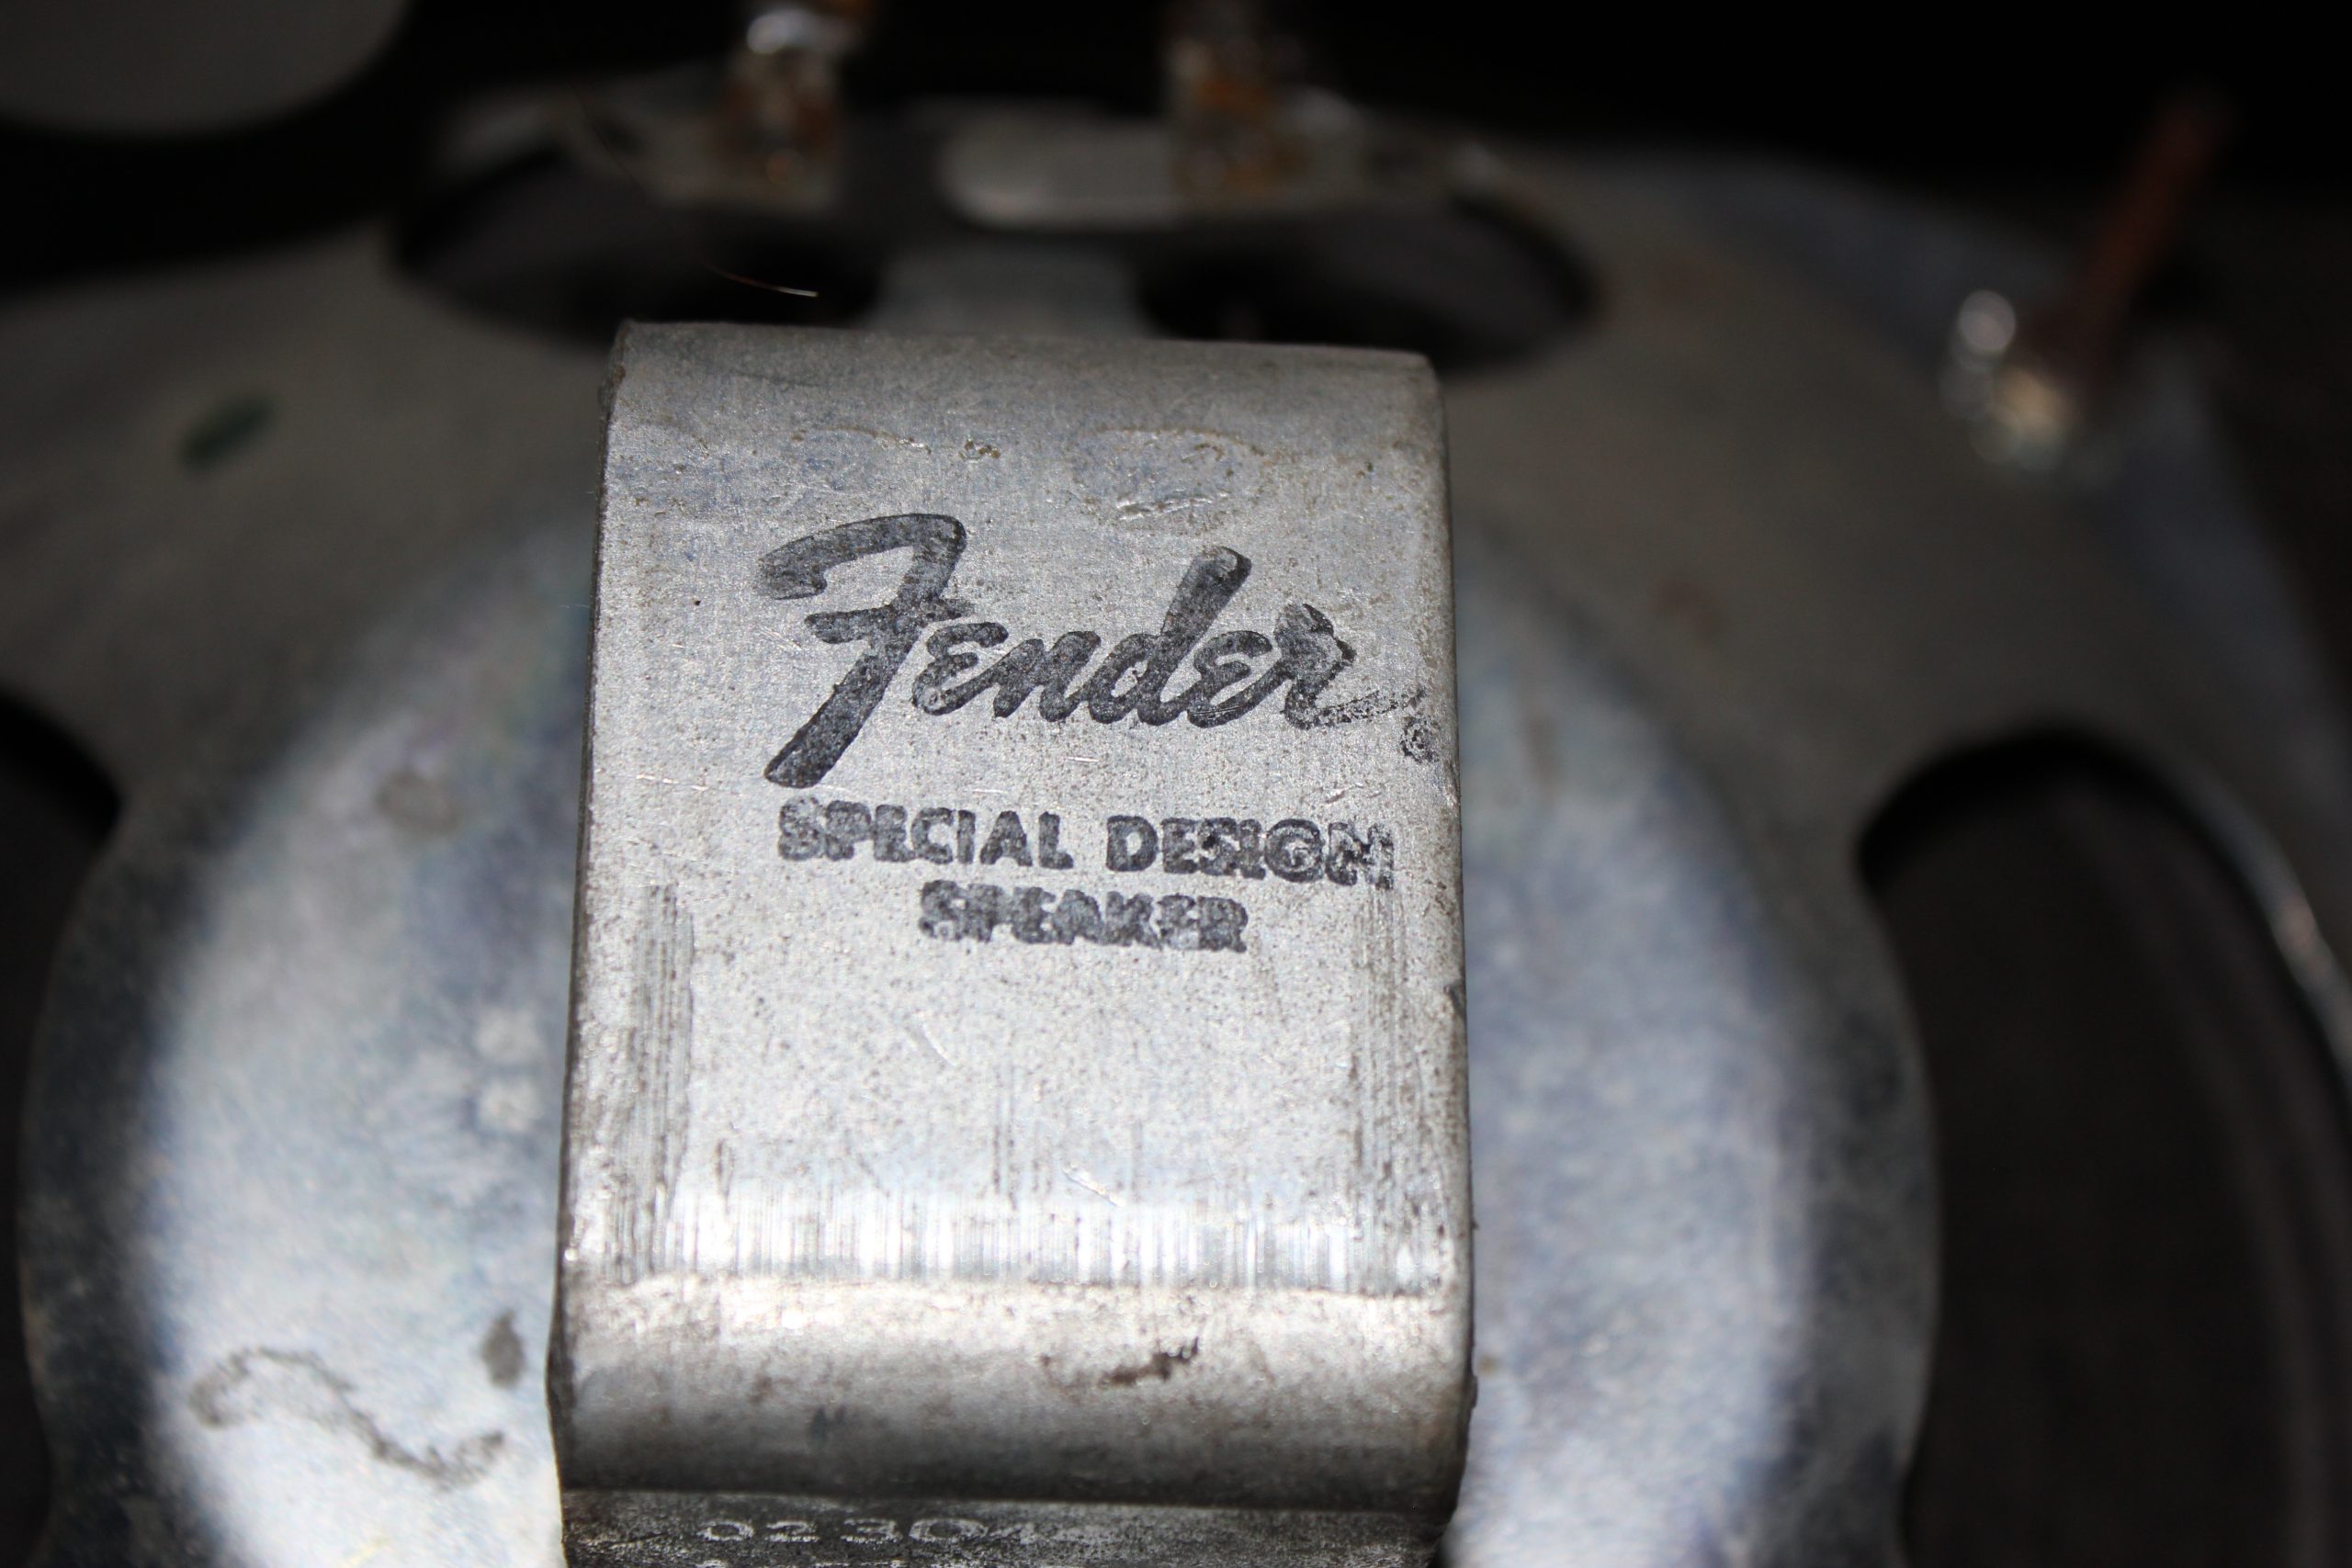 Fender®
SPECIAL DESIGN
SPEAKER